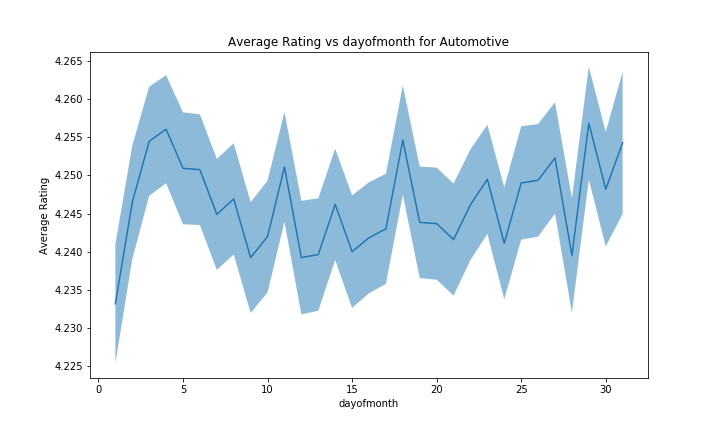 Average Rating vs dayofmonth for Automotive
4.265
4.260
4.255
4.250
4.245
4.240
4.235
4.230
4.225
Average Rating
0 5 10 15 20 25 30
dayofmonth